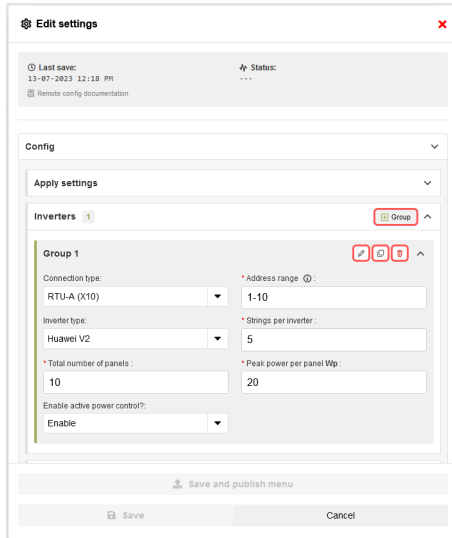 Edit settings
Last save:
13-07-2023 12:18 PM
Remote config documentation
Status:
---
Config
Apply settings
Inverters 1
Group
Group 1
Connection type:
RTU-A (X10)
* Address range :
1-10
Inverter type:
Huawei V2
* Strings per inverter :
5
* Total number of panels :
10
* Peak power per panel Wp:
20
Enable active power control?:
Enable
Save and publish menu
Save
Cancel